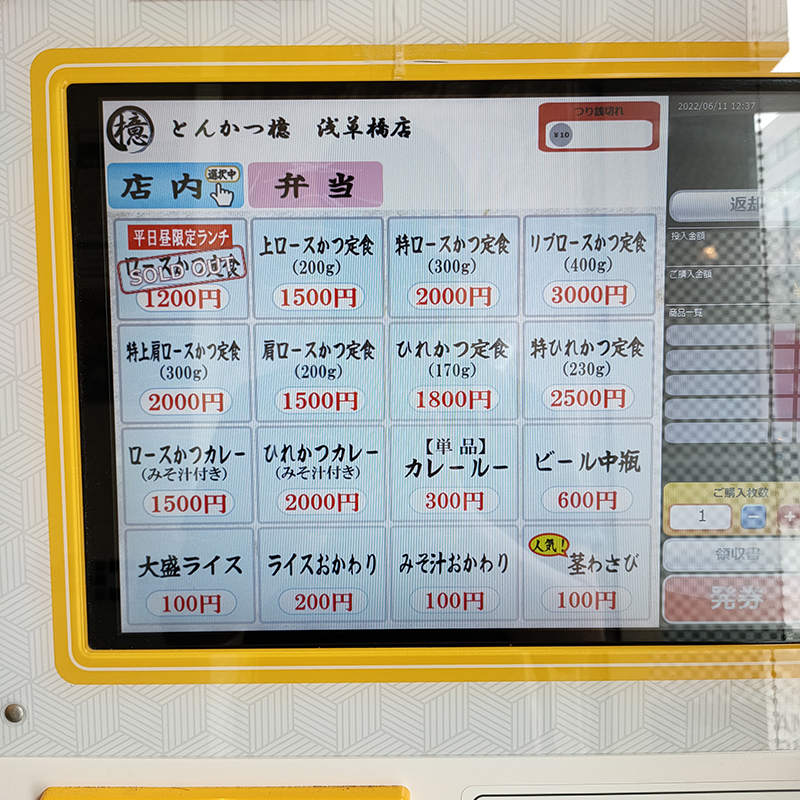 檍
とんかつ檍 浅草橋店
つり銭切れ
¥10
2022/06/11 12:37
店内
選択中
弁当
返却
投入金額
ご購入金額
商品一覧
平日昼限定ランチ
ロースかつ定食
SOLD OUT
1200円
上ロースかつ定食
(200g)
1500円
特ロースかつ定食
(300g)
2000円
リブロースかつ定食
(400g)
3000円
特上肩ロースかつ定食
(300g)
2000円
肩ロースかつ定食
(200g)
1500円
ひれかつ定食
(170g)
1800円
特ひれかつ定食
(230g)
2500円
ロースかつカレー
(みそ汁付き)
1500円
ひれかつカレー
(みそ汁付き)
2000円
【単品】
カレールー
300円
ビール中瓶
600円
大盛ライス
100円
ライスおかわり
200円
みそ汁おかわり
100円
人気！
茎わさび
100円
ご購入枚数
1
領収書
発券